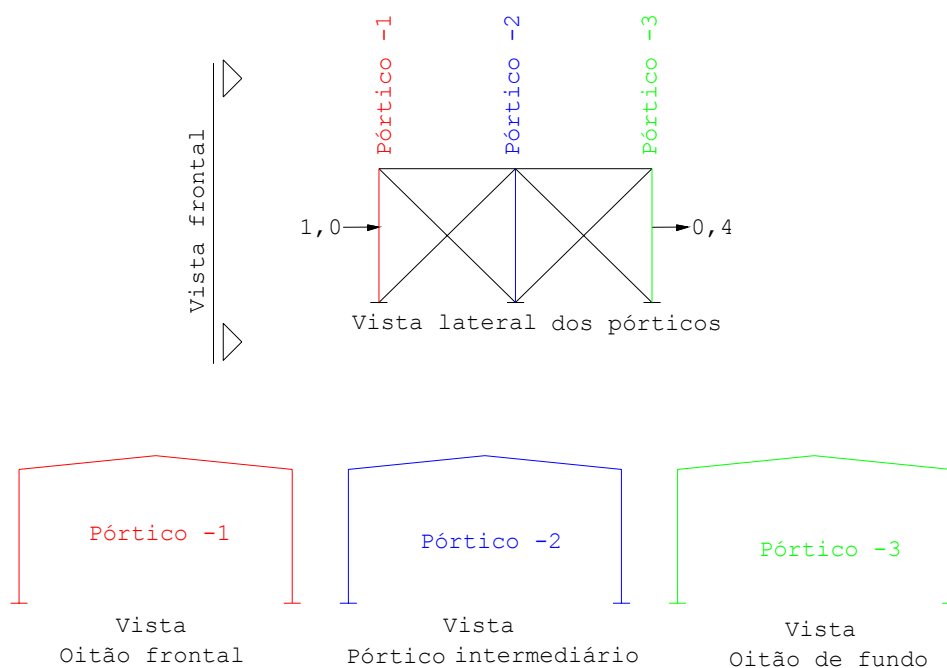 Pórtico -1
Pórtico -2
Pórtico -3
Vista frontal
1,0
0,4
Vista lateral dos pórticos
Pórtico -1
Pórtico -2
Pórtico -3
Vista
Oitão frontal
Vista
Pórtico intermediário
Vista
Oitão de fundo